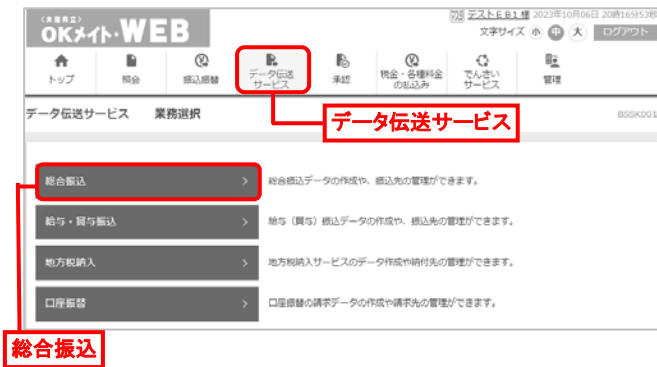 (大垣共立)
OKメイト・WEB
テストEB1 様 2023年10月06日 20時16分53秒
文字サイズ 小 中 大 ログアウト
トップ
照会
振込振替
データ伝送
サービス
承認
税金・各種料金
の払込み
でんさい
サービス
管理
データ伝送サービス 業務選択
データ伝送サービス
BSSK001
総合振込
総合振込データの作成や、振込先の管理ができます。
給与・賞与振込
給与（賞与）振込データの作成や、振込先の管理ができます。
地方税納入
地方税納入サービスのデータ作成や納付先の管理ができます。
口座振替
口座振替の請求データの作成や請求先の管理ができます。
総合振込